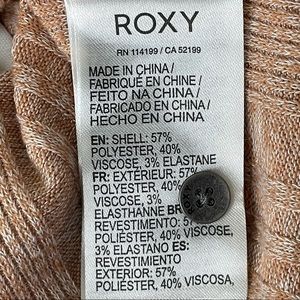 ROXY
RN 114199 / CA 52199
MADE IN CHINA /
FABRIQUÉ EN CHINE /
FEITO NA CHINA /
FABRICADO EN CHINA /
HECHO EN CHINA
EN: SHELL: 57%
POLYESTER, 40%
VISCOSE, 3% ELASTANE
FR: EXTÉRIEUR: 57%
POLYESTER, 40%
VISCOSE, 3%
ELASTHANNE BR:
REVESTIMENTO: 57%
POLIÉSTER, 40% VISCOSE,
3% ELASTANO ES:
REVESTIMIENTO
EXTERIOR: 57%
POLIÉSTER, 40% VISCOSA,